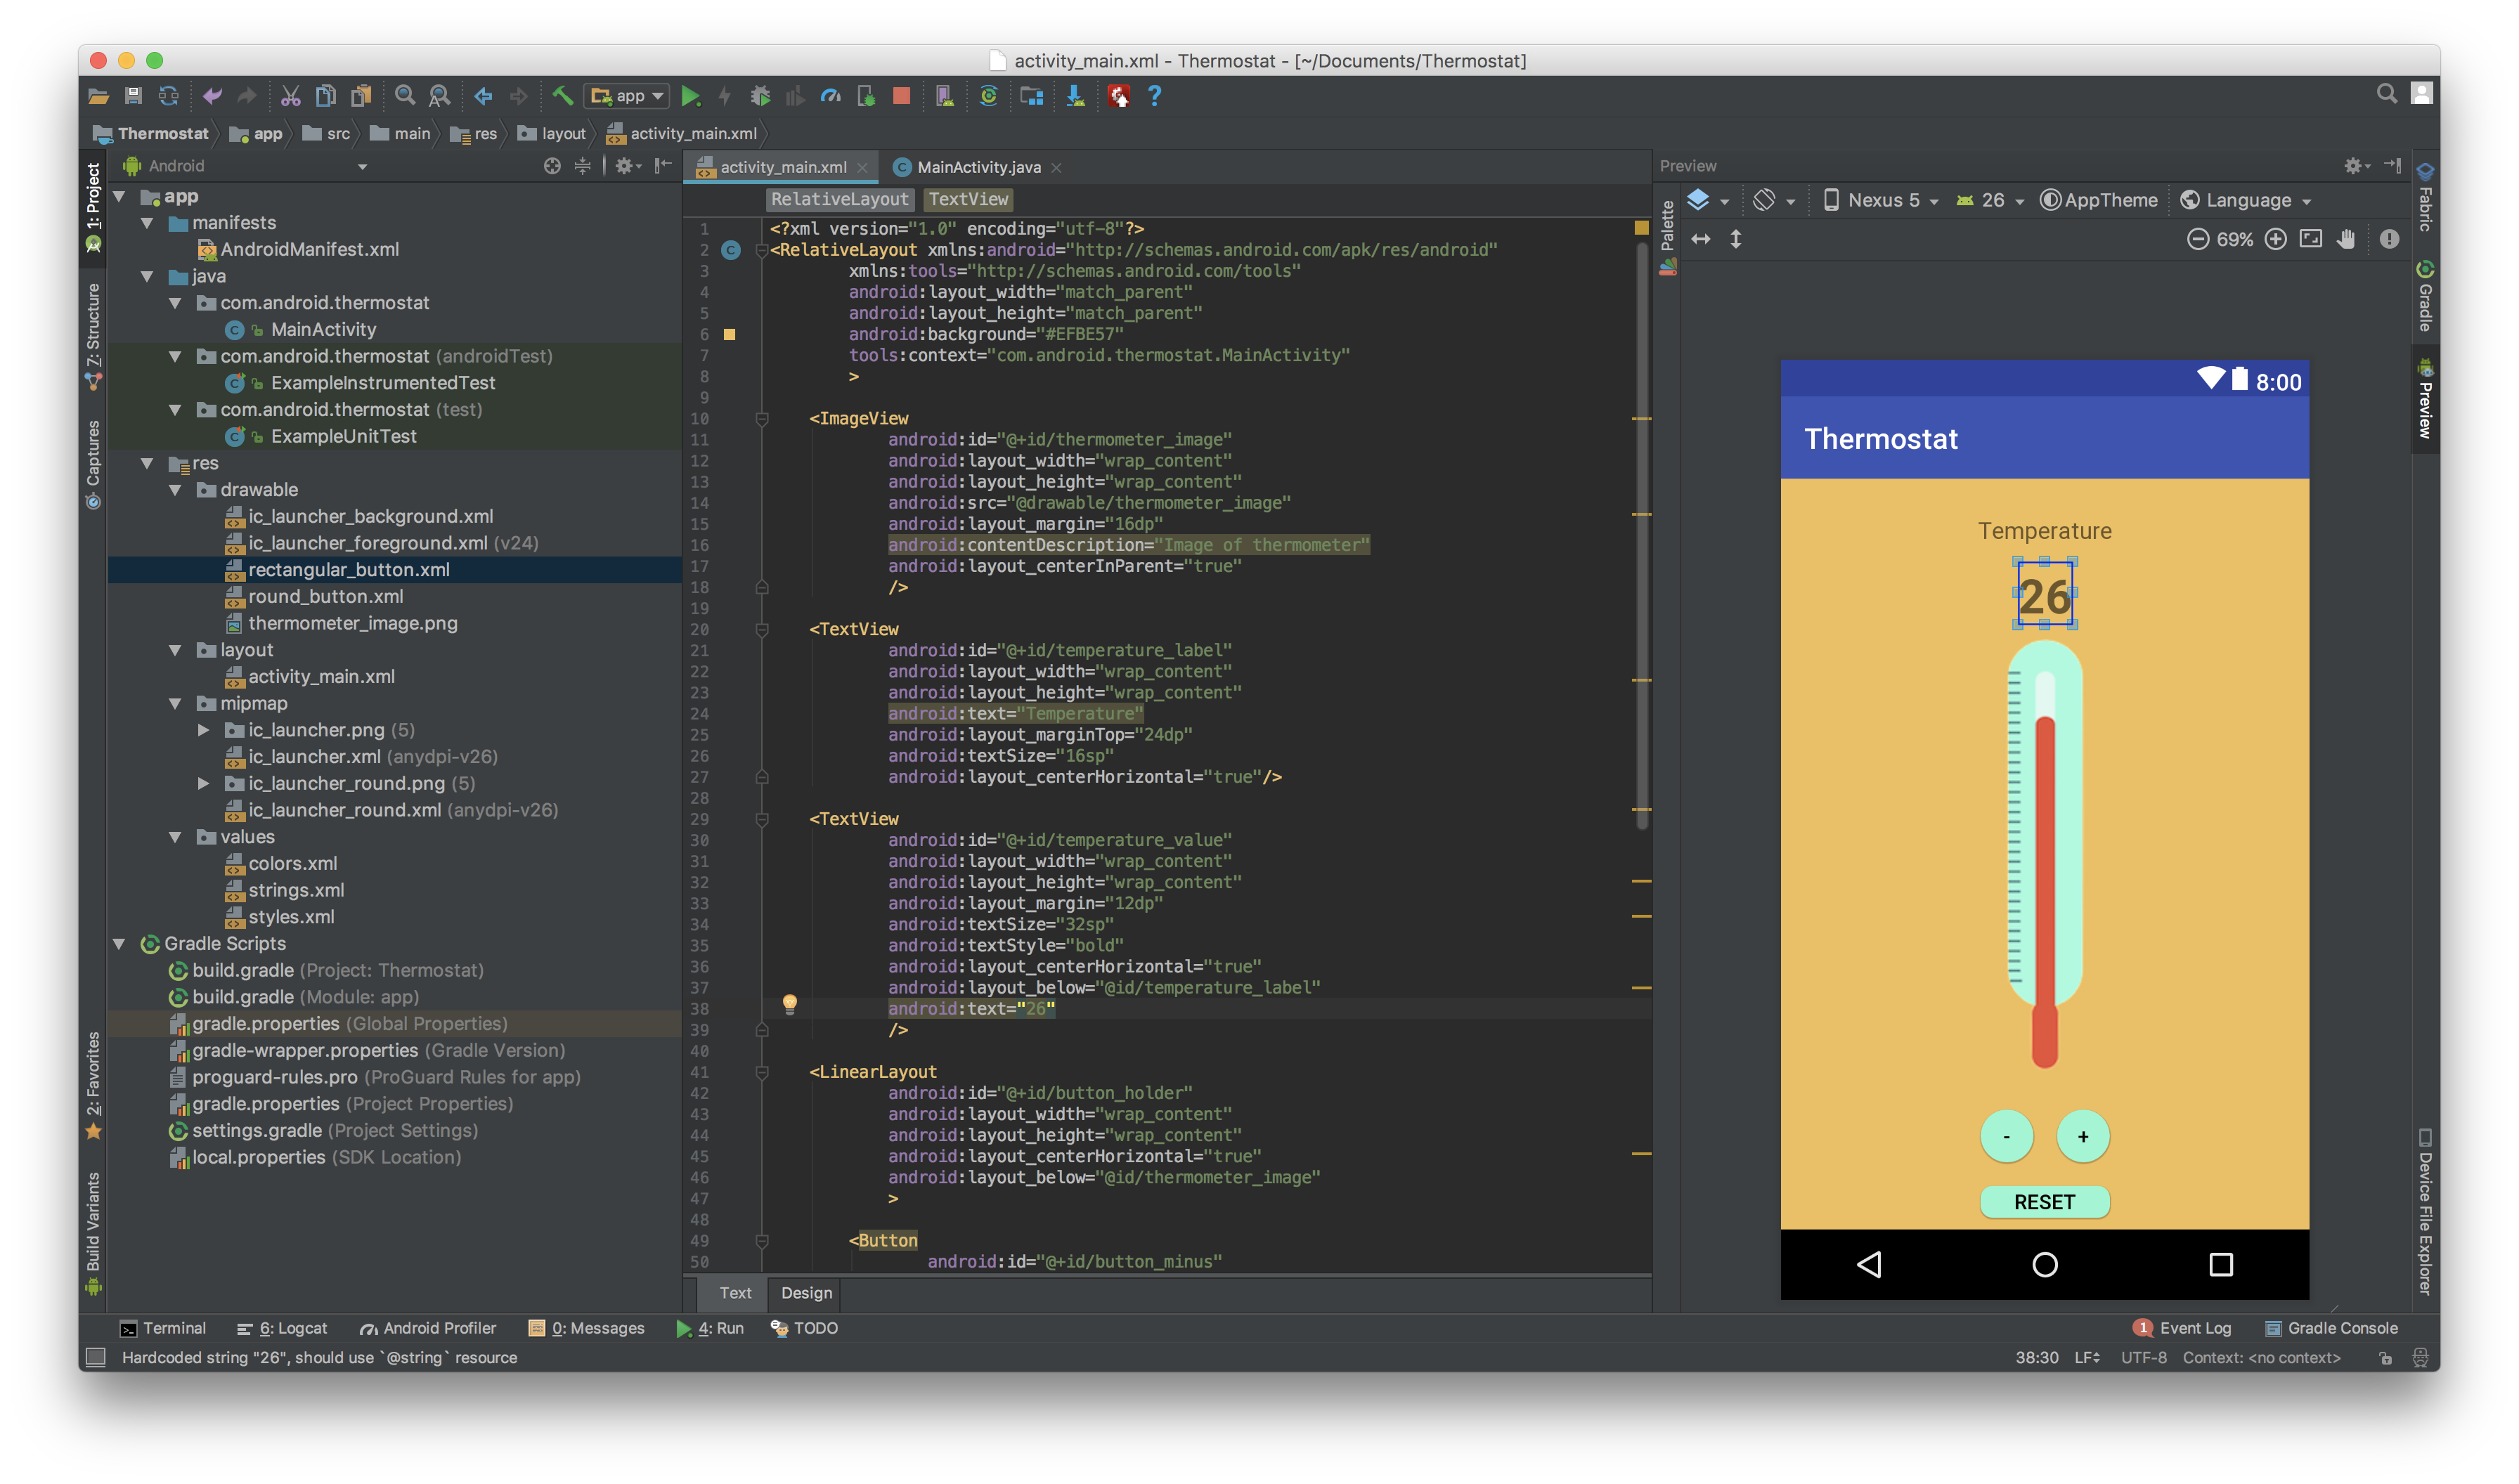 activity_main.xml - Thermostat - [~/Documents/Thermostat]
app
Thermostat app src main res layout activity_main.xml
1: Project
Z: Structure
Captures
2: Favorites
Build Variants
Android
app
manifests
AndroidManifest.xml
java
com.android.thermostat
MainActivity
com.android.thermostat (androidTest)
ExampleInstrumentedTest
com.android.thermostat (test)
ExampleUnitTest
res
drawable
ic_launcher_background.xml
ic_launcher_foreground.xml (v24)
rectangular_button.xml
round_button.xml
thermometer_image.png
layout
activity_main.xml
mipmap
ic_launcher.png (5)
ic_launcher.xml (anydpi-v26)
ic_launcher_round.png (5)
ic_launcher_round.xml (anydpi-v26)
values
colors.xml
strings.xml
styles.xml
Gradle Scripts
build.gradle (Project: Thermostat)
build.gradle (Module: app)
gradle.properties (Global Properties)
gradle-wrapper.properties (Gradle Version)
proguard-rules.pro (ProGuard Rules for app)
gradle.properties (Project Properties)
settings.gradle (Project Settings)
local.properties (SDK Location)
activity_main.xml MainActivity.java
RelativeLayout TextView
1 <?xml version="1.0" encoding="utf-8"?>
2 <RelativeLayout xmlns:android="http://schemas.android.com/apk/res/android"
3 xmlns:tools="http://schemas.android.com/tools"
4 android:layout_width="match_parent"
5 android:layout_height="match_parent"
6 android:background="#EFBE57"
7 tools:context="com.android.thermostat.MainActivity"
8 >
9
10 <ImageView
11 android:id="@+id/thermometer_image"
12 android:layout_width="wrap_content"
13 android:layout_height="wrap_content"
14 android:src="@drawable/thermometer_image"
15 android:layout_margin="16dp"
16 android:contentDescription="Image of thermometer"
17 android:layout_centerInParent="true"
18 />
19
20 <TextView
21 android:id="@+id/temperature_label"
22 android:layout_width="wrap_content"
23 android:layout_height="wrap_content"
24 android:text="Temperature"
25 android:layout_marginTop="24dp"
26 android:textSize="16sp"
27 android:layout_centerHorizontal="true"/>
28
29 <TextView
30 android:id="@+id/temperature_value"
31 android:layout_width="wrap_content"
32 android:layout_height="wrap_content"
33 android:layout_margin="12dp"
34 android:textSize="32sp"
35 android:textStyle="bold"
36 android:layout_centerHorizontal="true"
37 android:layout_below="@id/temperature_label"
38 android:text="26"
39 />
40
41 <LinearLayout
42 android:id="@+id/button_holder"
43 android:layout_width="wrap_content"
44 android:layout_height="wrap_content"
45 android:layout_centerHorizontal="true"
46 android:layout_below="@id/thermometer_image"
47 >
48
49 <Button
50 android:id="@+id/button_minus"
Text Design
Preview
Palette
Nexus 5 26 AppTheme Language
69%
8:00
Thermostat
Temperature
26
- +
RESET
Fabric
Gradle
Preview
Device File Explorer
Terminal 6: Logcat Android Profiler 0: Messages 4: Run TODO 1 Event Log Gradle Console
Hardcoded string "26", should use `@string` resource 38:30 LF UTF-8 Context: <no context>